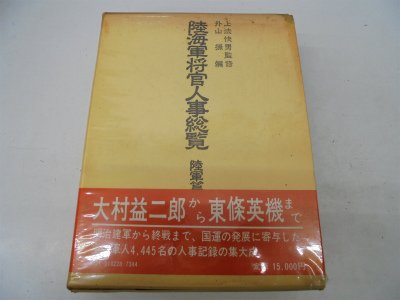 上法快男監修
外山操編
陸海軍将官人事総覧
陸軍篇
大村益二郎から東條英機まで
明治建軍から終戦まで、国運の発展に寄与した
軍人4,445名の人事記録の集大成
15,000円